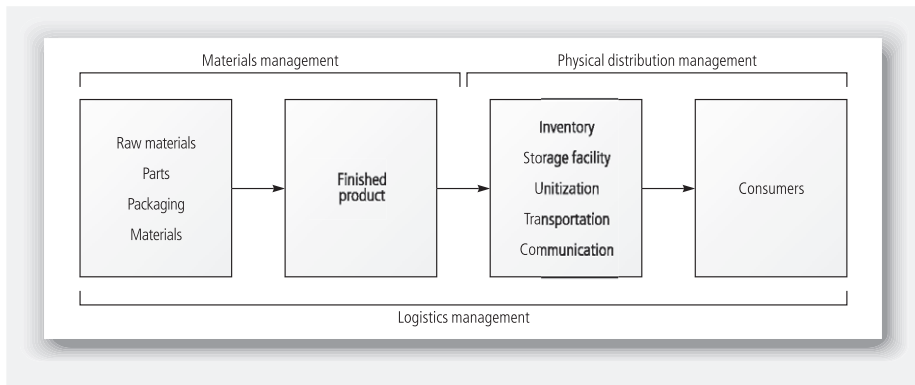 Materials management
Physical distribution management
Raw materials
Parts
Packaging
Materials
Finished
product
Inventory
Storage facility
Unitization
Transportation
Communication
Consumers
Logistics management